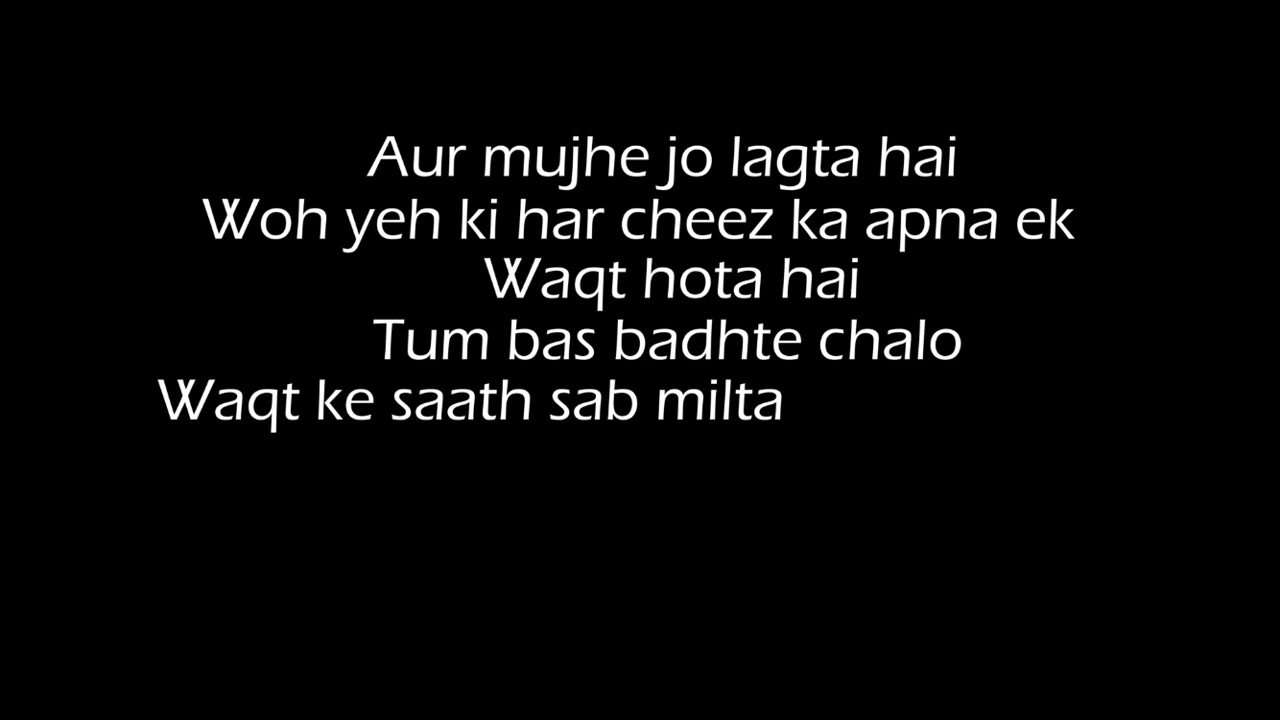 Aur mujhe jo lagta hai
Woh yeh ki har cheez ka apna ek
Waqt hota hai
Tum bas badhte chalo
Waqt ke saath sab milta